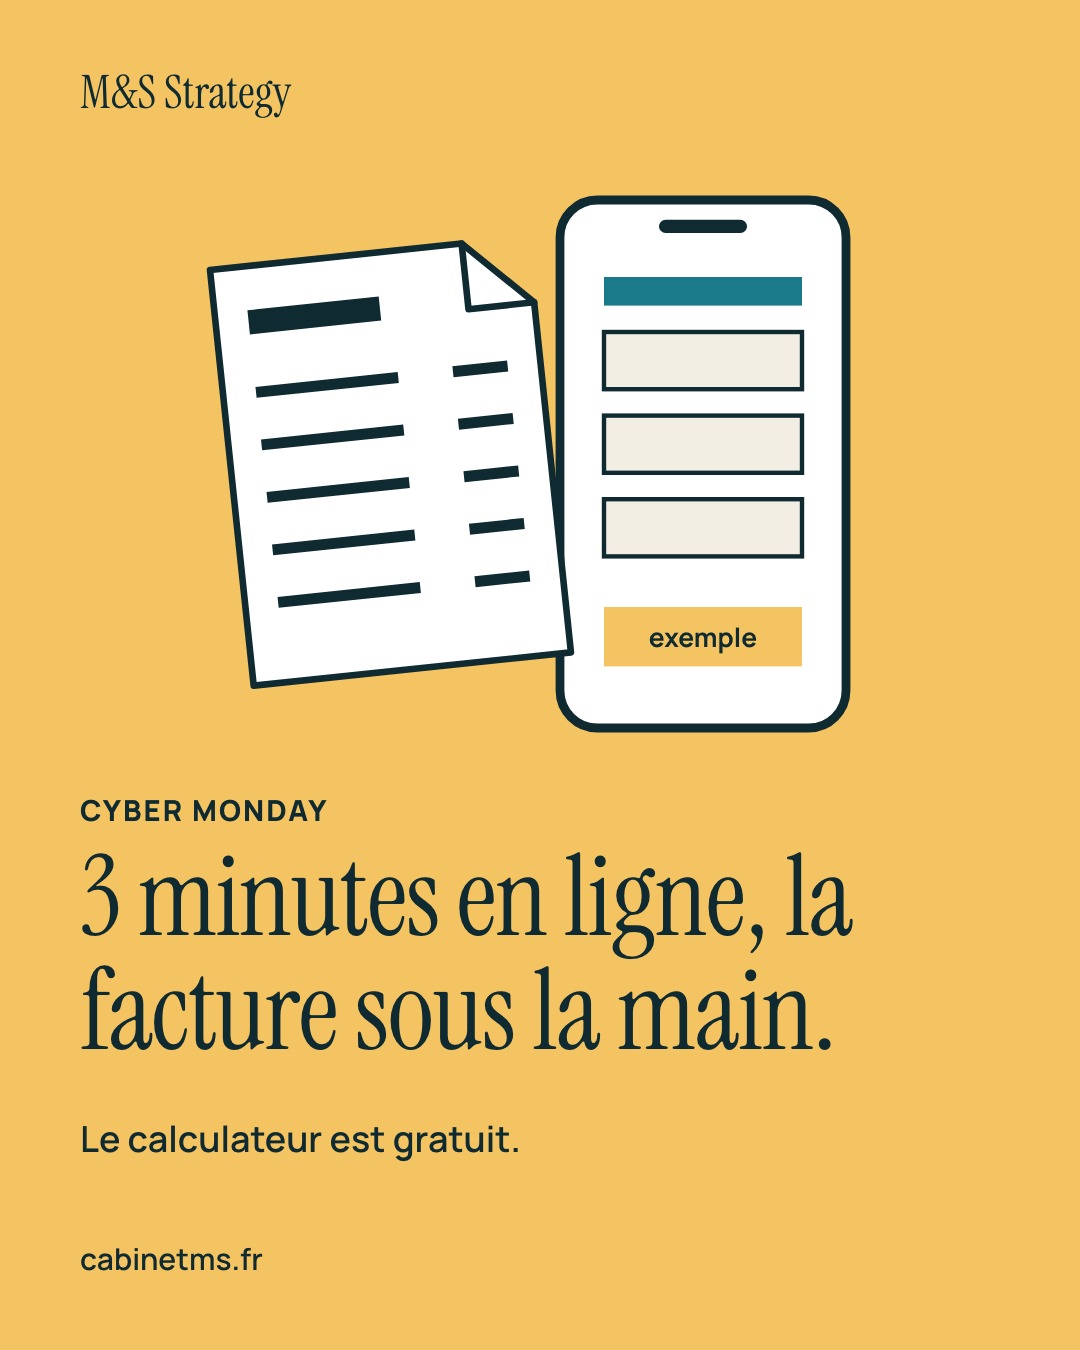 M&S Strategy
exemple
CYBER MONDAY
3 minutes en ligne, la
facture sous la main.
Le calculateur est gratuit.
cabinetms.fr